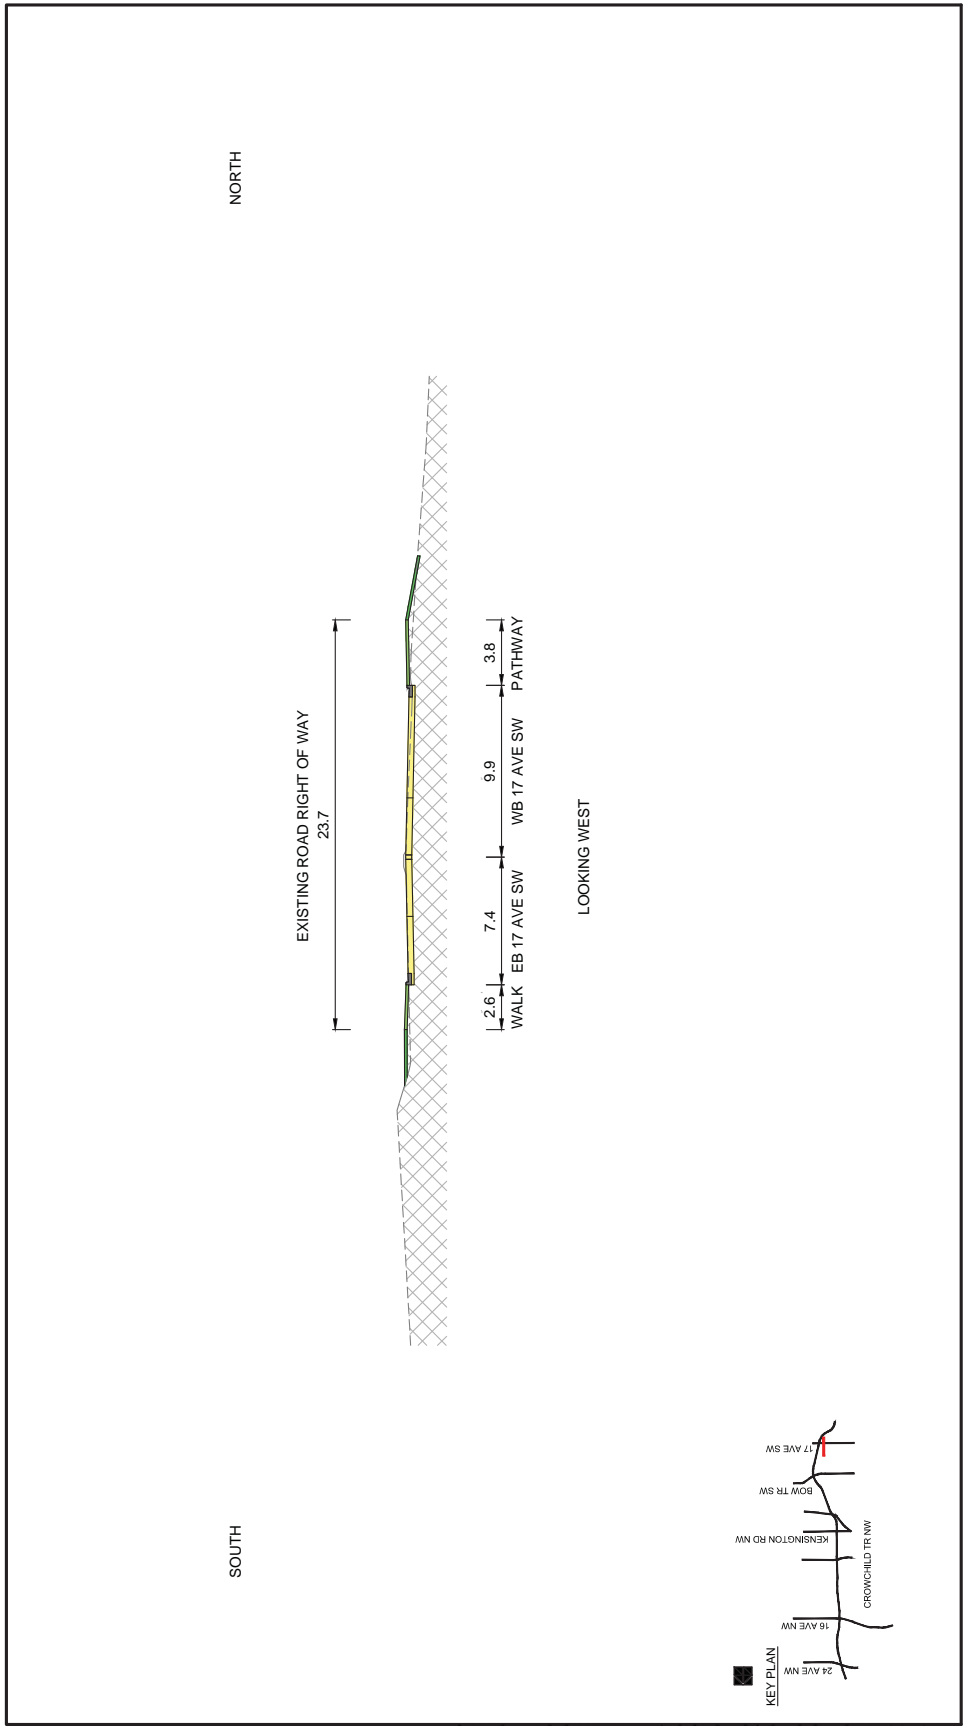 SOUTH
NORTH
EXISTING ROAD RIGHT OF WAY
23.7
2.6
7.4
9.9
3.8
WALK
EB 17 AVE SW
WB 17 AVE SW
PATHWAY
LOOKING WEST
KEY PLAN
24 AVE NW
16 AVE NW
KENSINGTON RD NW
BOW TR SW
17 AVE SW
CROWCHILD TR NW